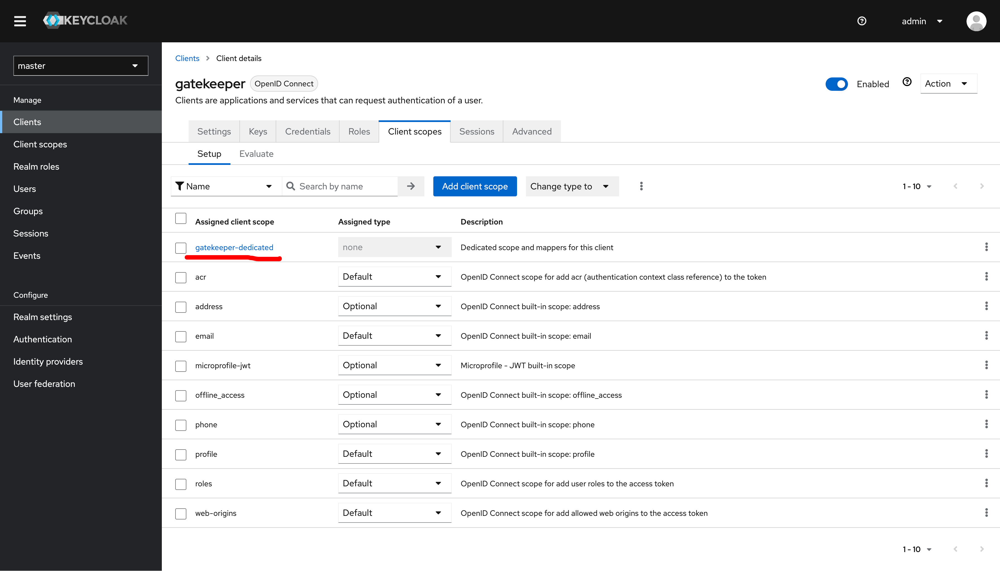 KEYCLOAK
admin
master
Manage
Clients
Client scopes
Realm roles
Users
Groups
Sessions
Events
Configure
Realm settings
Authentication
Identity providers
User federation
Clients > Client details
gatekeeper OpenID Connect
Enabled Action
Clients are applications and services that can request authentication of a user.
Settings Keys Credentials Roles Client scopes Sessions Advanced
Setup Evaluate
Name Search by name Add client scope Change type to 1 - 10
Assigned client scope Assigned type Description
gatekeeper-dedicated none Dedicated scope and mappers for this client
acr Default OpenID Connect scope for add acr (authentication context class reference) to the token
address Optional OpenID Connect built-in scope: address
email Default OpenID Connect built-in scope: email
microprofile-jwt Optional Microprofile - JWT built-in scope
offline_access Optional OpenID Connect built-in scope: offline_access
phone Optional OpenID Connect built-in scope: phone
profile Default OpenID Connect built-in scope: profile
roles Default OpenID Connect scope for add user roles to the access token
web-origins Default OpenID Connect scope for add allowed web origins to the access token
1 - 10